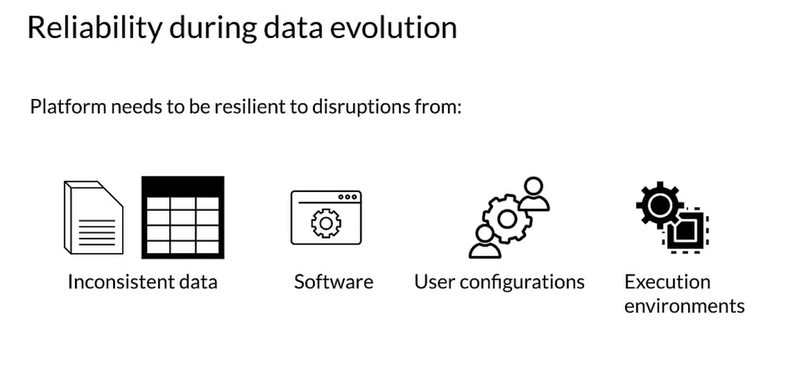 Reliability during data evolution
Platform needs to be resilient to disruptions from:
Inconsistent data
Software
User configurations
Execution
environments